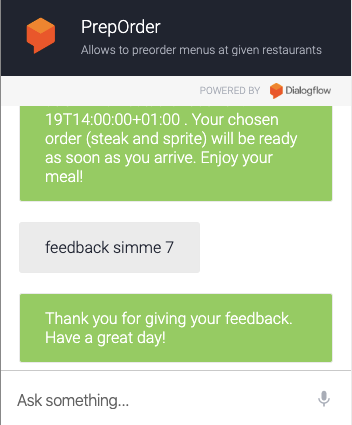 PrepOrder
Allows to preorder menus at given restaurants
POWERED BY Dialogflow
19T14:00:00+01:00 . Your chosen
order (steak and sprite) will be ready
as soon as you arrive. Enjoy your
meal!
feedback simme 7
Thank you for giving your feedback.
Have a great day!
Ask something...